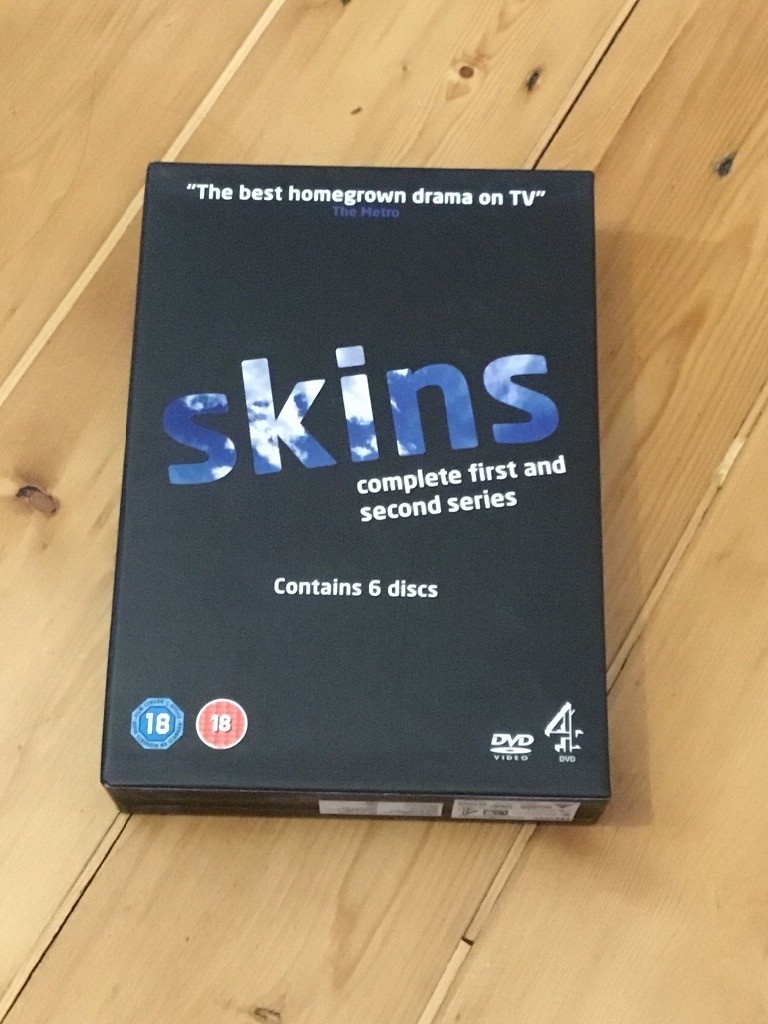 "The best homegrown drama on TV"
The Metro
skins
complete first and
second series
Contains 6 discs
18
18
DVD
VIDEO
4
DVD